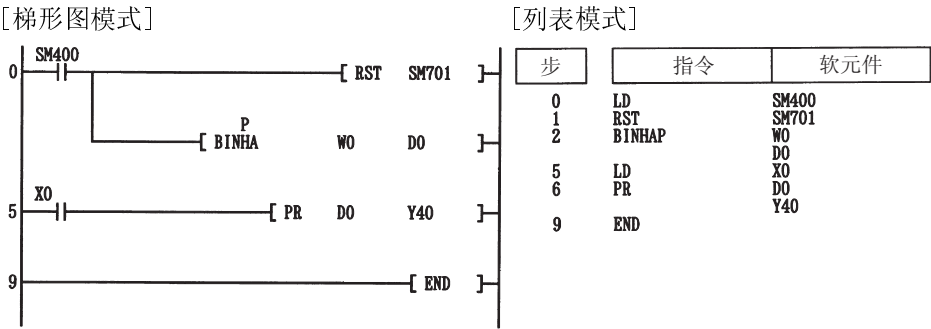 [梯形图模式]
SM400
0 RST SM701
P
BINHA W0 D0
X0
5 PR D0 Y40
9 END
[列表模式]
步 指令 软元件
0 LD SM400
1 RST SM701
2 BINHAP W0
D0
5 LD X0
6 PR D0
Y40
9 END